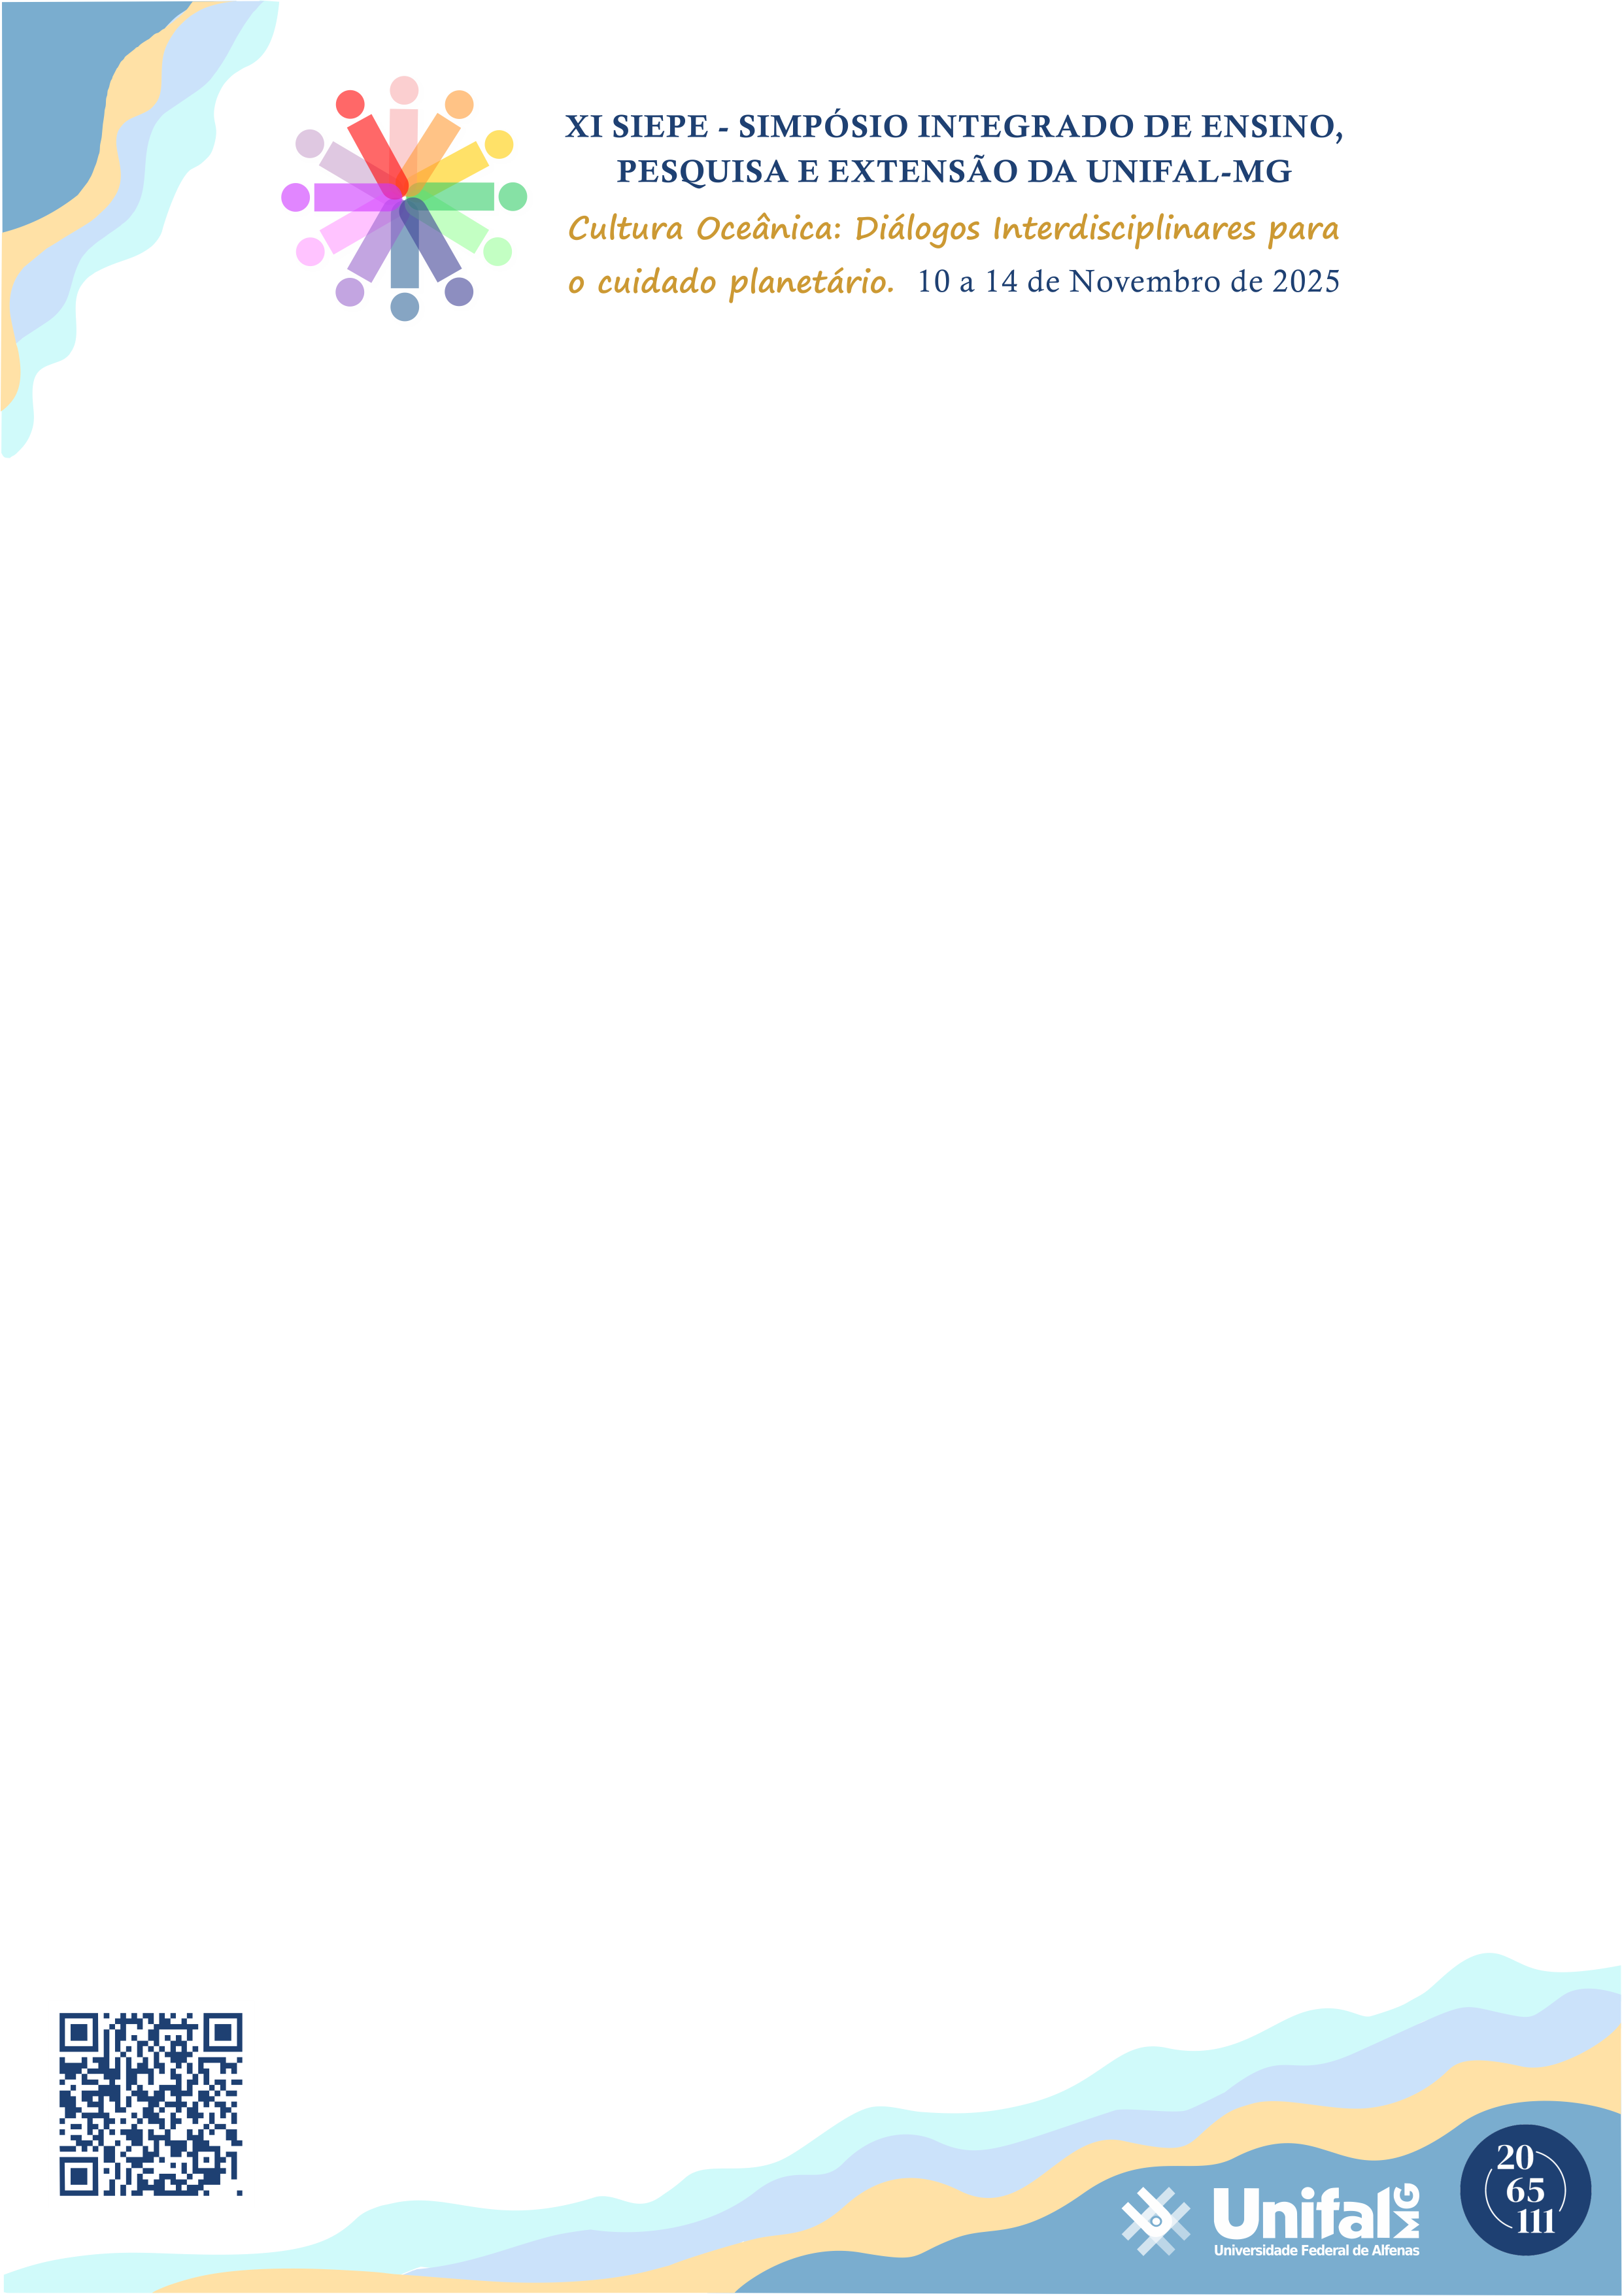 XI SIEPE - SIMPÓSIO INTEGRADO DE ENSINO,
PESQUISA E EXTENSÃO DA UNIFAL-MG
Cultura Oceânica: Diálogos Interdisciplinares para
o cuidado planetário. 10 a 14 de Novembro de 2025
Unifal MG
Universidade Federal de Alfenas
20
65
111